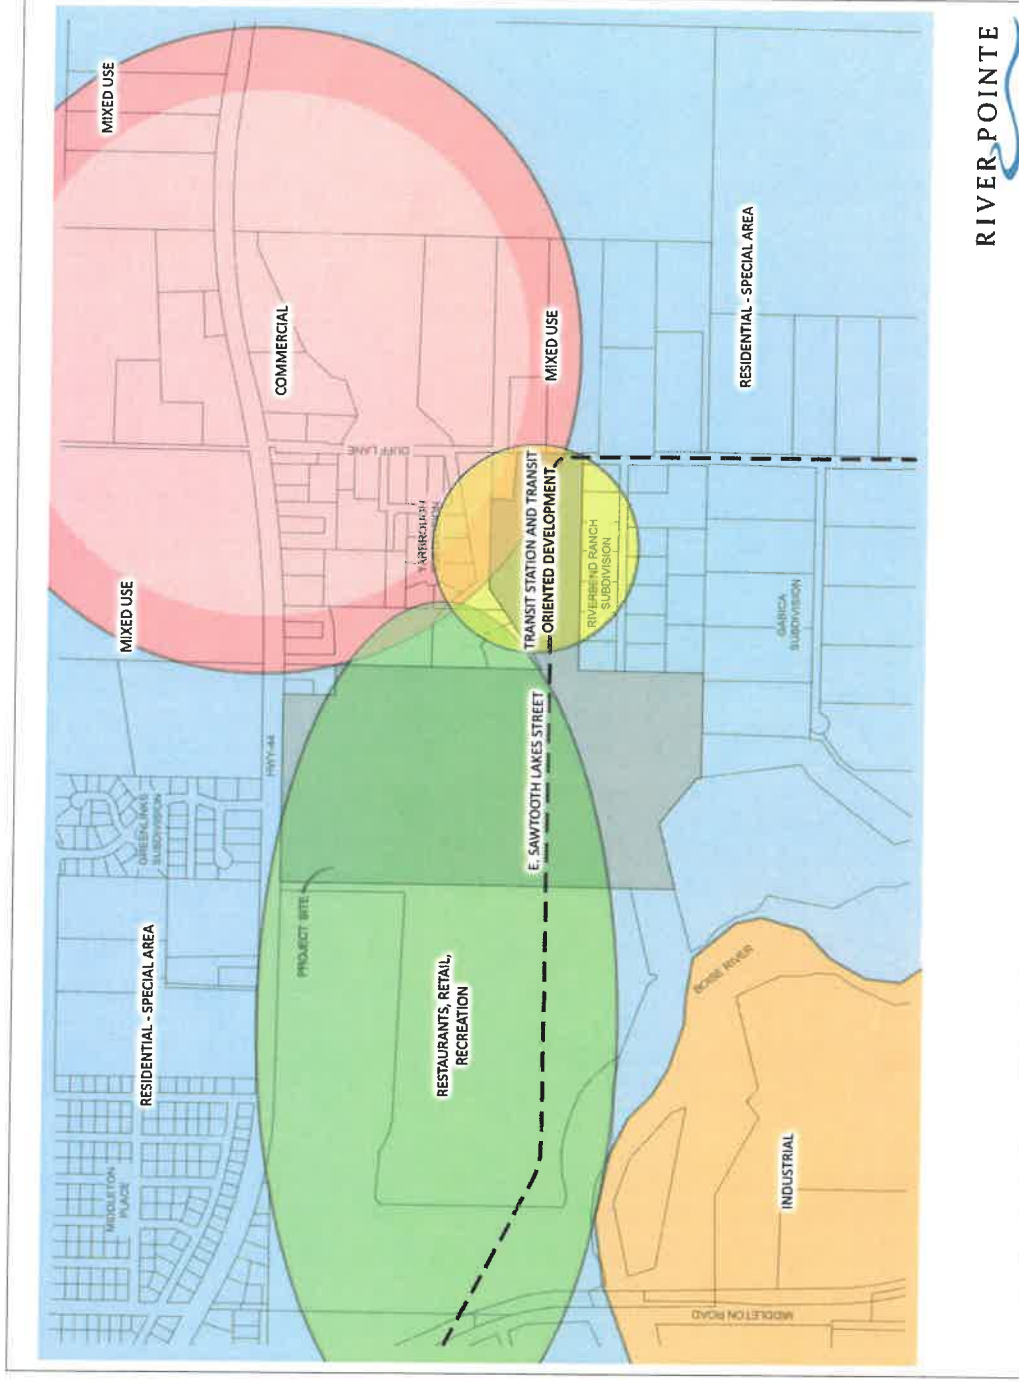 MIXED USE
MIDDLETON
PLACE
MIXED USE
RESIDENTIAL - SPECIAL AREA
GREENLINKS
SUBDIVISION
HWY-44
COMMERCIAL
PROJECT SITE
DUFF LANE
YARBROUGH
RESTAURANTS, RETAIL,
RECREATION
E. SAWTOOTH LAKES STREET
TRANSIT STATION AND TRANSIT
ORIENTED DEVELOPMENT
MIXED USE
RIVERBEND RANCH
SUBDIVISION
BOISE RIVER
MIDDLETON ROAD
RESIDENTIAL - SPECIAL AREA
INDUSTRIAL
GARICA
SUBDIVISION
RIVER POINTE